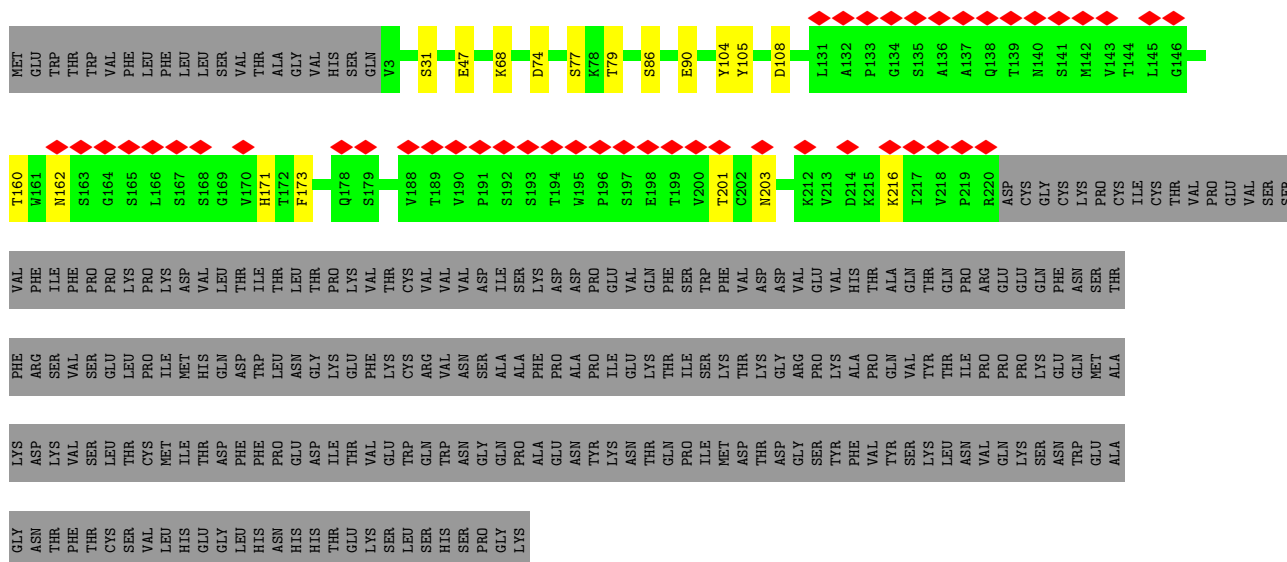 MET GLU TRP THR TRP VAL PHE LEU PHE LEU LEU SER VAL THR ALA GLY VAL HIS SER GLN V3 S31 E47 K68 D74 S77 K78 T79 S86 E90 Y104 Y105 D108 L131 A132 P133 G134 S135 A136 A137 Q138 T139 N140 S141 M142 V143 T144 L145 G146
T160 W161 N162 S163 G164 S165 L166 S167 S168 G169 V170 H171 T172 F173 Q178 S179 V188 T189 V190 P191 S192 S193 T194 W195 P196 S197 E198 T199 V200 T201 C202 N203 K212 V213 D214 K215 K216 I217 V218 P219 R220 ASP CYS GLY CYS LYS PRO CYS ILE CYS THR VAL PRO GLU VAL SER SER
VAL PHE ILE PHE PRO PRO LYS PRO LYS ASP VAL LEU THR ILE THR LEU THR PRO LYS VAL THR CYS VAL VAL VAL ASP ILE SER LYS ASP ASP PRO GLU VAL GLN PHE SER TRP PHE VAL ASP ASP VAL GLU VAL HIS THR ALA GLN THR GLN PRO ARG GLU GLU GLN PHE ASN SER THR
PHE ARG SER VAL SER GLU LEU PRO ILE MET HIS GLN ASP TRP LEU ASN GLY LYS GLU PHE LYS CYS ARG VAL ASN SER ALA ALA PHE PRO ALA PRO ILE GLU LYS THR ILE SER LYS THR LYS GLY ARG PRO LYS ALA PRO GLN VAL TYR THR ILE PRO PRO PRO LYS GLU GLN MET ALA
LYS ASP LYS VAL SER LEU THR CYS MET ILE THR ASP PHE PHE PRO GLU ASP ILE THR VAL GLU TRP GLN TRP ASN GLY GLN PRO ALA GLU ASN TYR LYS ASN THR GLN PRO ILE MET ASP THR ASP GLY SER TYR PHE VAL TYR SER LYS LEU ASN VAL GLN LYS SER ASN TRP GLU ALA
GLY ASN THR PHE THR CYS SER VAL LEU HIS GLU GLY LEU HIS ASN HIS HIS THR GLU LYS SER LEU SER HIS SER PRO GLY LYS